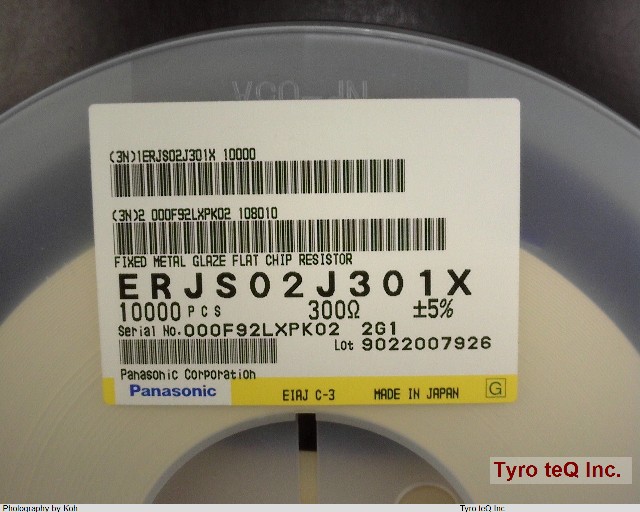 (3N)1ERJS02J301X 10000
(3N)2 000F92LXPK02 108010
FIXED METAL GLAZE FLAT CHIP RESISTOR
ERJS02J301X
10000 PCS 300Ω ±5%
Serial No.000F92LXPK02 2G1
Lot 9022007926
Panasonic Corporation
Panasonic EIAJ C-3 MADE IN JAPAN G
Tyro teQ Inc.
Photography by Koh Tyro teQ Inc